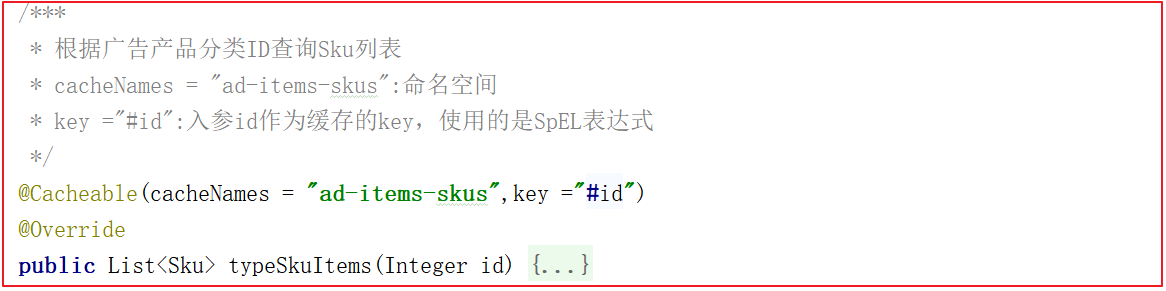 /***
 * 根据广告产品分类ID查询Sku列表
 * cacheNames = "ad-items-skus":命名空间
 * key ="#id":入参id作为缓存的key，使用的是SpEL表达式
 */
@Cacheable(cacheNames = "ad-items-skus",key ="#id")
@Override
public List<Sku> typeSkuItems(Integer id) {...}